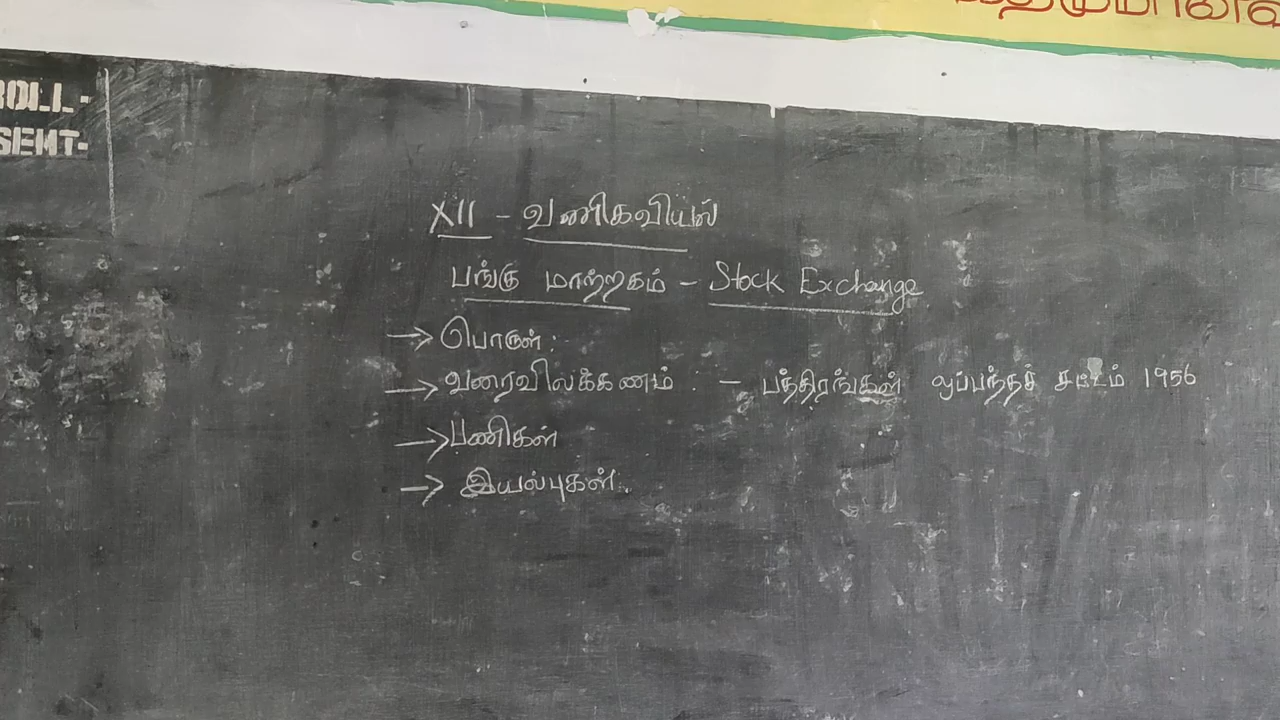 ROLL-
SENT-
XII - வணிகவியல்
பங்கு மாற்றகம் - Stock Exchange
→ பொருள் :
→ வரைவிலக்கணம் : - பத்திரங்கள் ஒப்பந்தச் சட்டம் 1956
→ பணிகள்
→ இயல்புகள் :